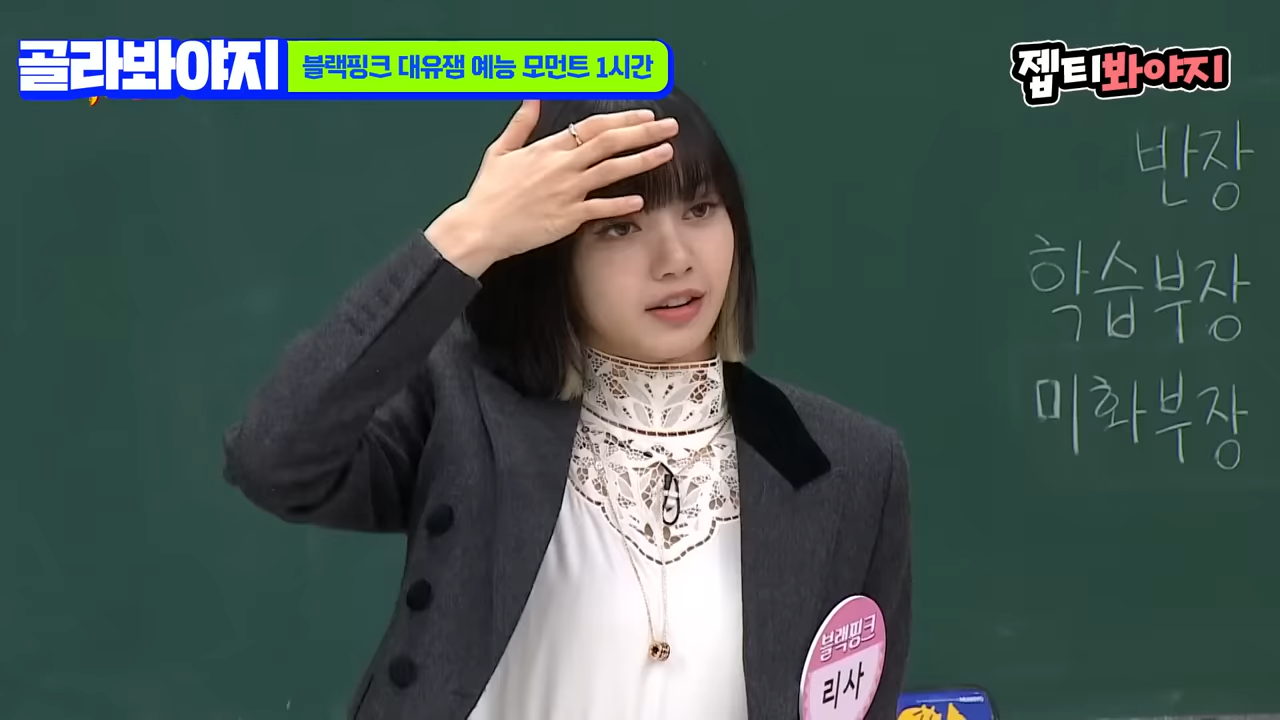 골라봐야지 블랙핑크 대유잼 예능 모먼트 1시간
젭티봐야지
반장
학습부장
미화부장
블랙핑크
리사